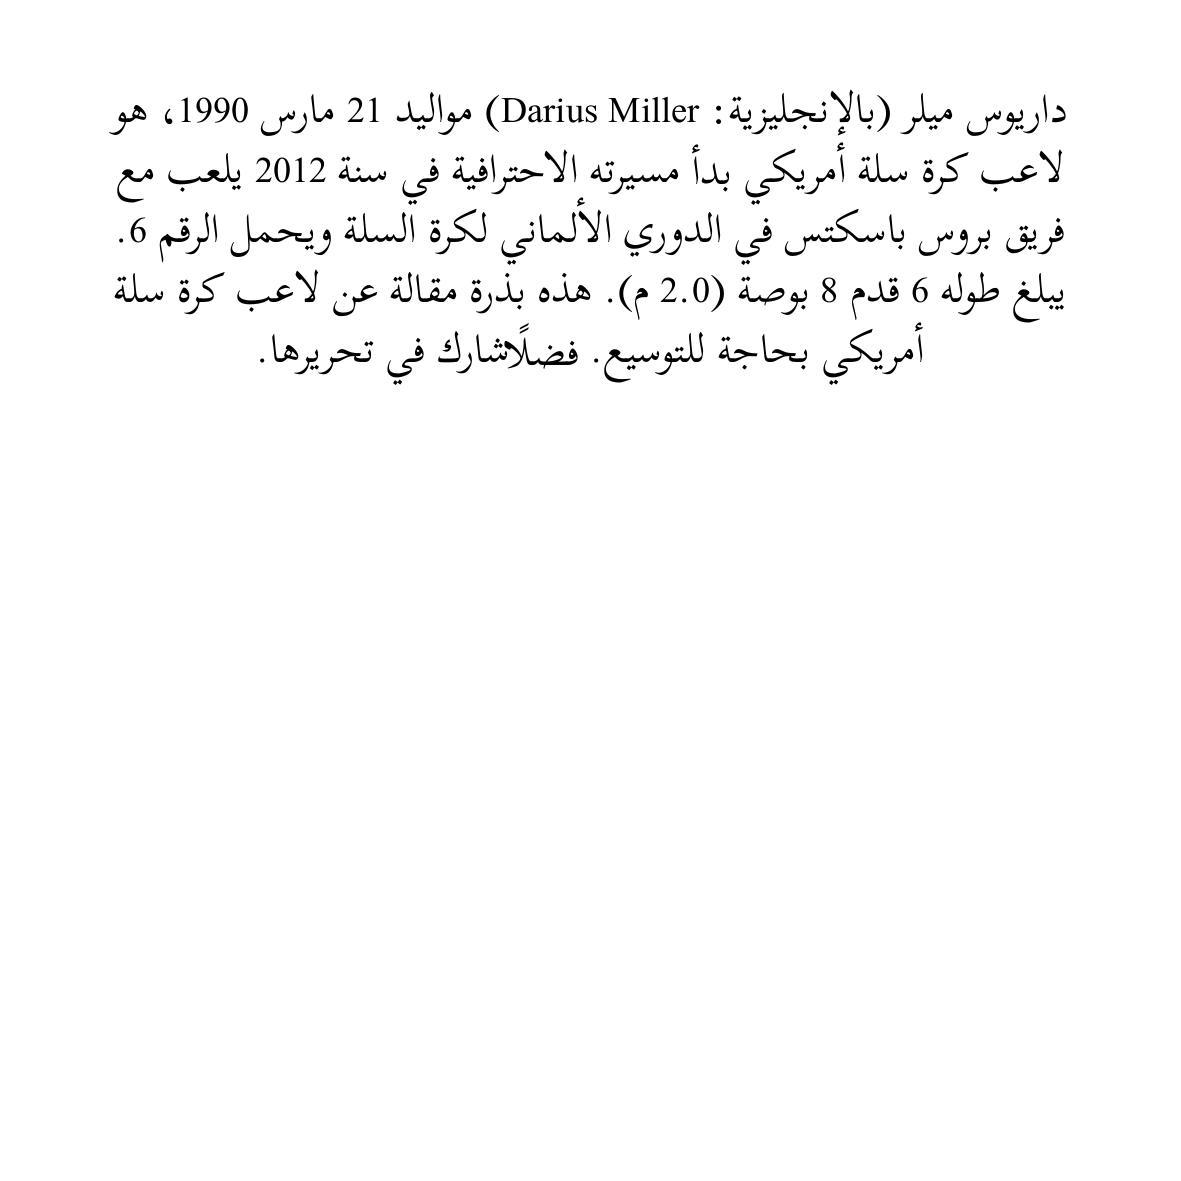 داريوس ميلر (بالإنجليزية: Darius Miller) مواليد 21 مارس 1990، هو
لاعب كرة سلة أمريكي بدأ مسيرته الاحترافية في سنة 2012 يلعب مع
فريق بروس باسكتس في الدوري الألماني لكرة السلة ويحمل الرقم 6.
يبلغ طوله 6 قدم 8 بوصة (2.0 م). هذه بذرة مقالة عن لاعب كرة سلة
أمريكي بحاجة للتوسيع. فضلًاشارك في تحريرها.